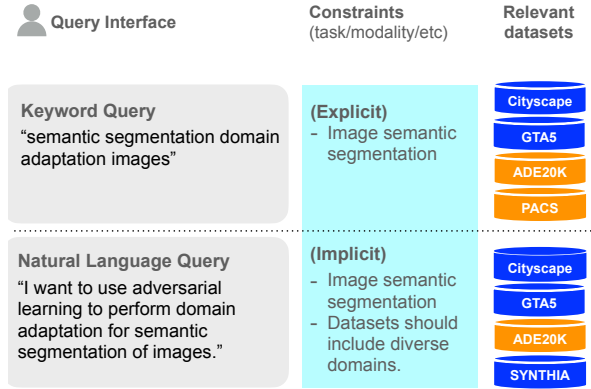 Query Interface
Constraints
(task/modality/etc)
Relevant
datasets
Keyword Query
“semantic segmentation domain
adaptation images”
(Explicit)
- Image semantic
segmentation
Cityscape
GTA5
ADE20K
PACS
Natural Language Query
“I want to use adversarial
learning to perform domain
adaptation for semantic
segmentation of images.”
(Implicit)
- Image semantic
segmentation
- Datasets should
include diverse
domains.
Cityscape
GTA5
ADE20K
SYNTHIA